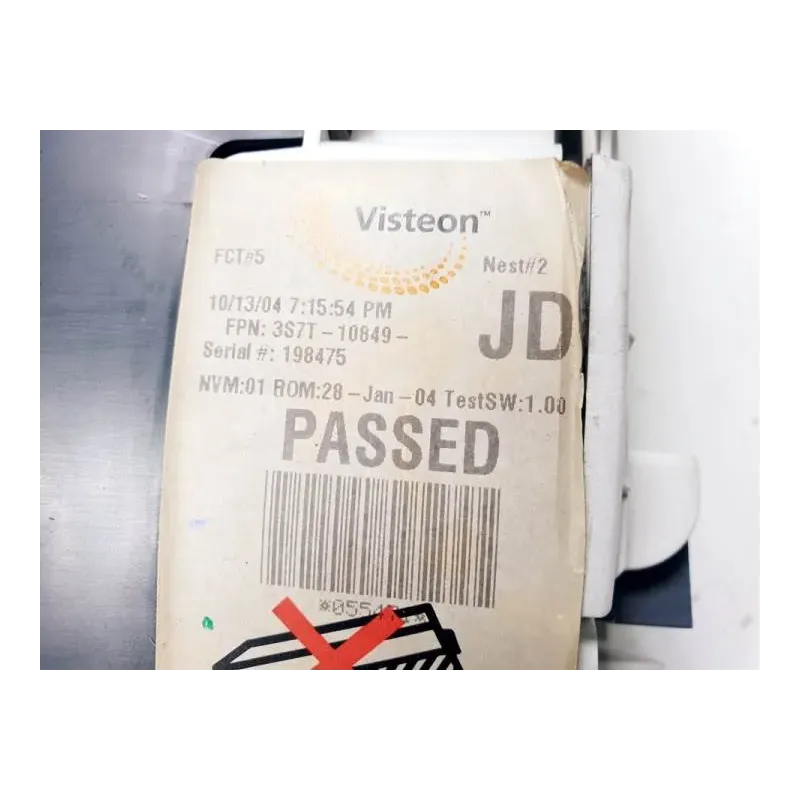 Visteon™
FCT#5
Nest#2
10/13/04 7:15:54 PM
FPN: 3S7T-10849-
JD
Serial #: 198475
NVM:01 ROM:28-Jan-04 TestSW:1.00
PASSED